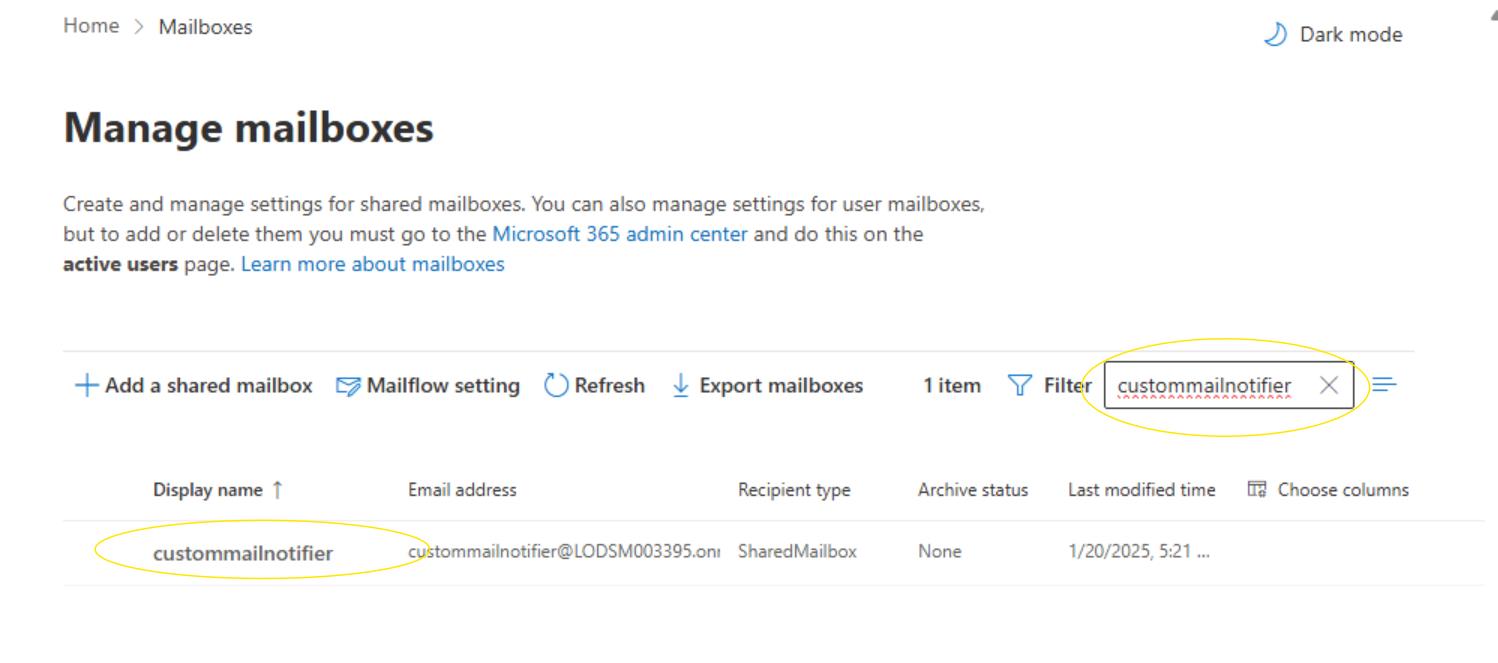 Home > Mailboxes
Dark mode
Manage mailboxes
Create and manage settings for shared mailboxes. You can also manage settings for user mailboxes,
but to add or delete them you must go to the Microsoft 365 admin center and do this on the
active users page. Learn more about mailboxes
Add a shared mailbox Mailflow setting Refresh Export mailboxes 1 item Filter custommailnotifier
Display name ↑ Email address Recipient type Archive status Last modified time Choose columns
custommailnotifier custommailnotifier@LODSM003395.onı SharedMailbox None 1/20/2025, 5:21 ...